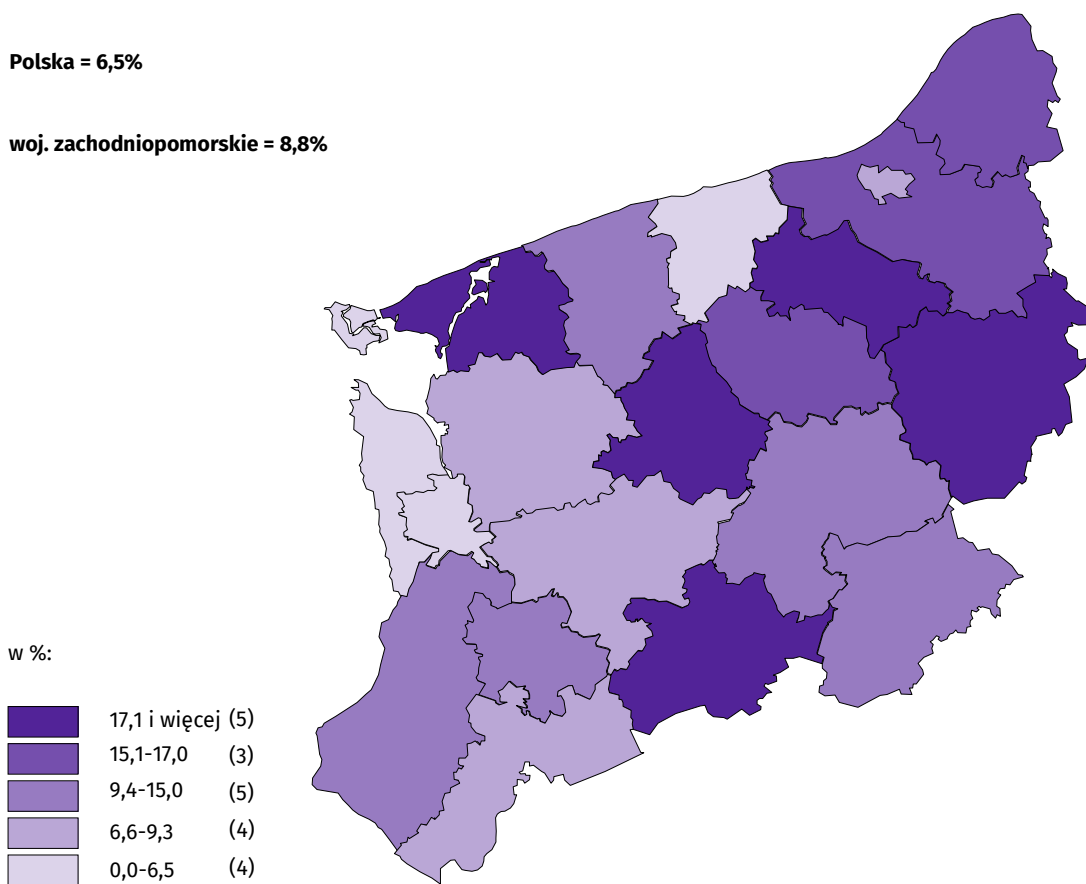 Polska = 6,5%
woj. zachodniopomorskie = 8,8%
w %:
17,1 i więcej (5)
15,1-17,0 (3)
9,4-15,0 (5)
6,6-9,3 (4)
0,0-6,5 (4)